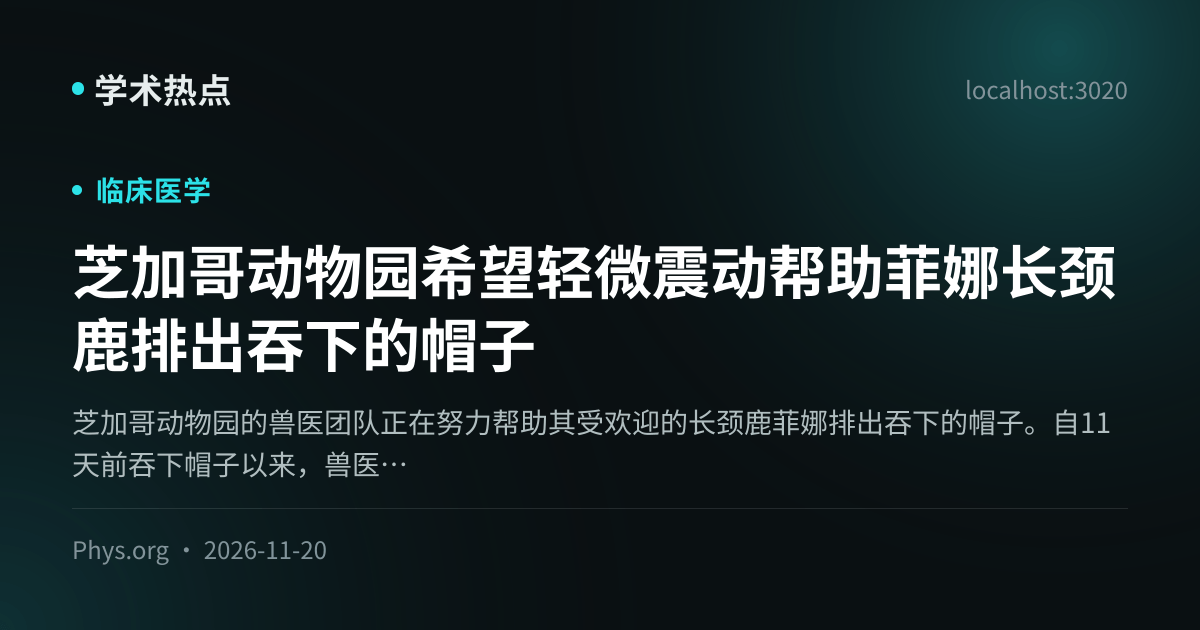 学术热点
localhost:3020
临床医学
芝加哥动物园希望轻微震动帮助菲娜长颈
鹿排出吞下的帽子
芝加哥动物园的兽医团队正在努力帮助其受欢迎的长颈鹿菲娜排出吞下的帽子。自11
天前吞下帽子以来，兽医…
Phys.org · 2026-11-20